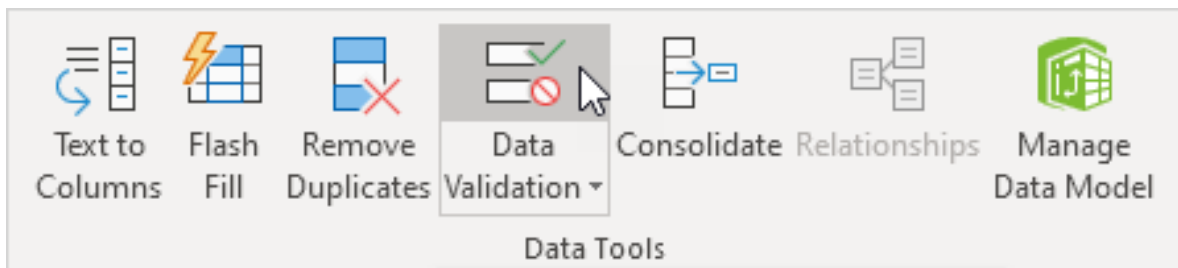 Text to Columns
Flash Fill
Remove Duplicates
Data Validation
Consolidate
Relationships
Manage Data Model
Data Tools